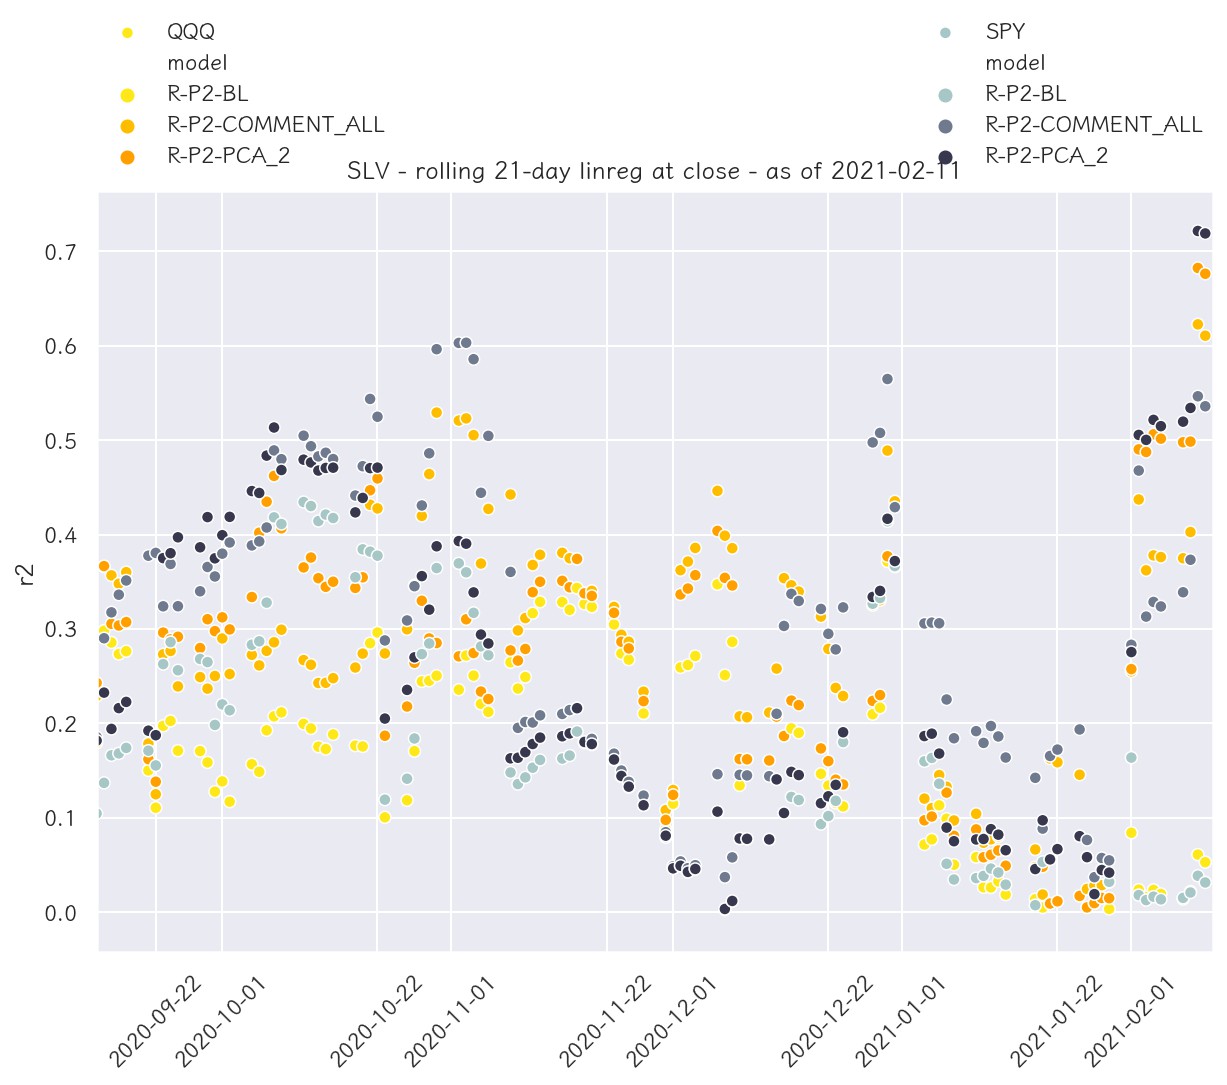 QQQ
model
R-P2-BL
R-P2-COMMENT_ALL
R-P2-PCA_2
SPY
model
R-P2-BL
R-P2-COMMENT_ALL
R-P2-PCA_2
SLV - rolling 21-day linreg at close - as of 2021-02-11
r2
0.7
0.6
0.5
0.4
0.3
0.2
0.1
0.0
2020-09-22
2020-10-01
2020-10-22
2020-11-01
2020-11-22
2020-12-01
2020-12-22
2021-01-01
2021-01-22
2021-02-01